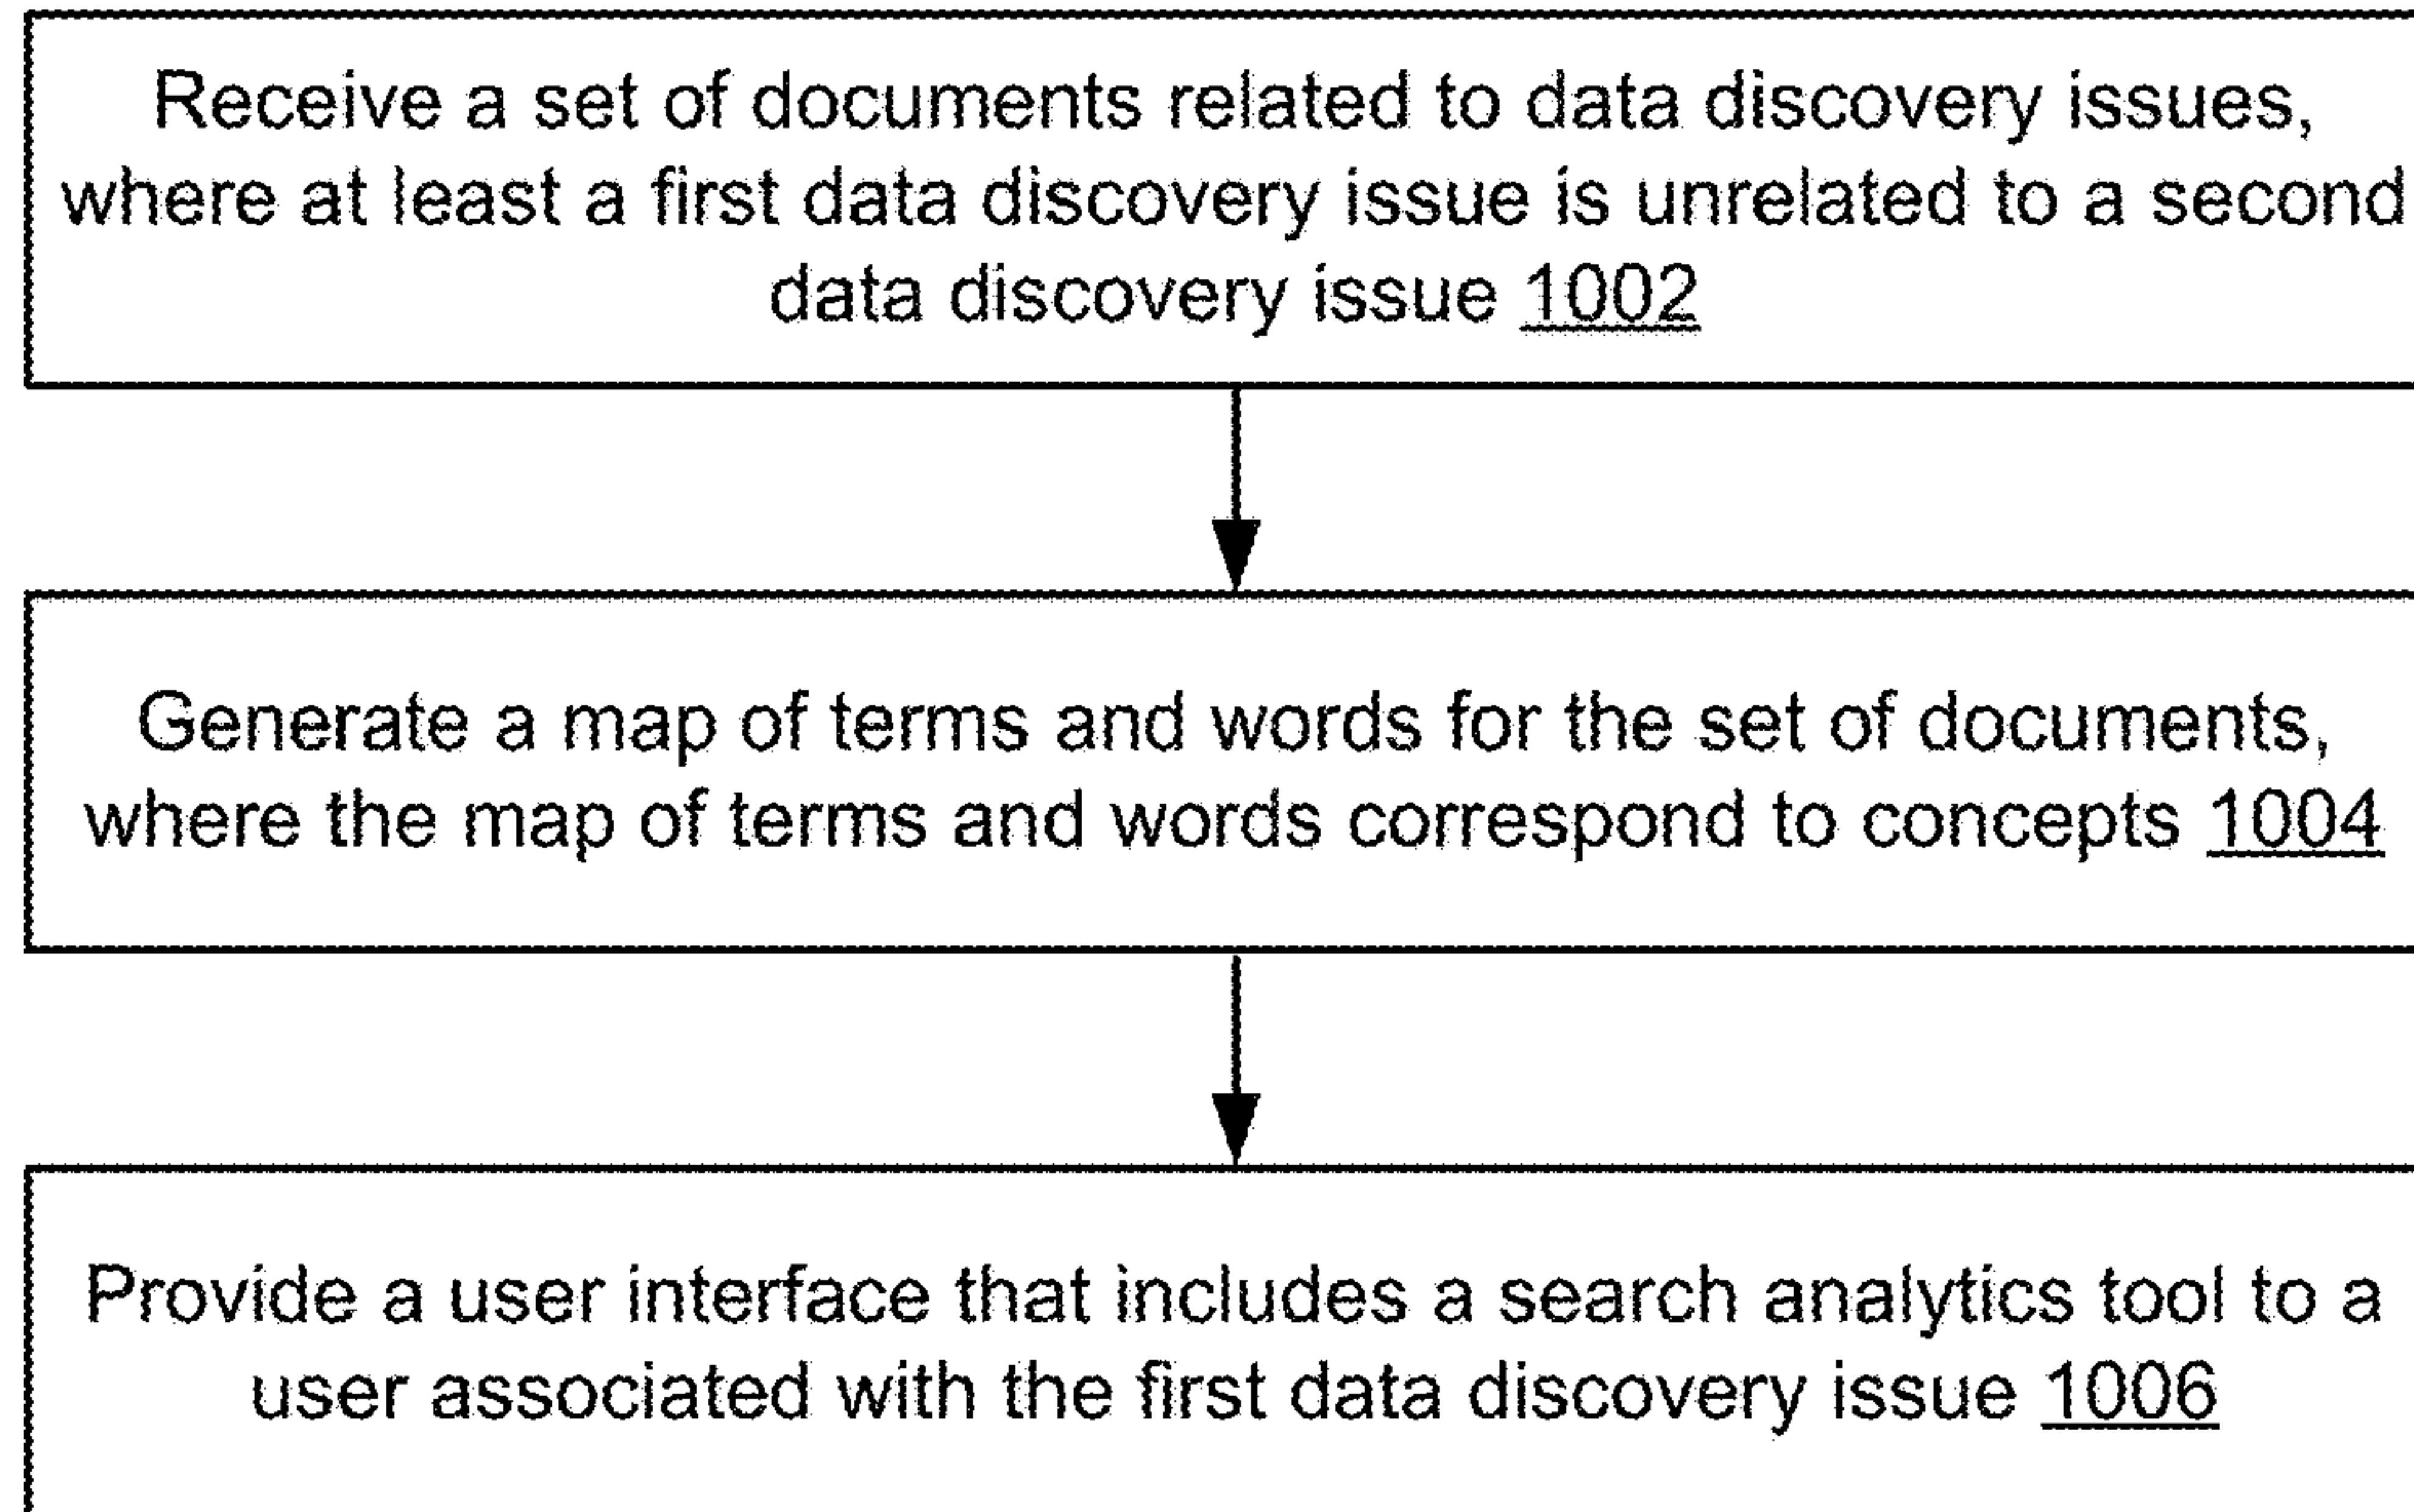 Receive a set of documents related to data discovery issues,
where at least a first data discovery issue is unrelated to a second
data discovery issue 1002
Generate a map of terms and words for the set of documents,
where the map of terms and words correspond to concepts 1004
Provide a user interface that includes a search analytics tool to a
user associated with the first data discovery issue 1006